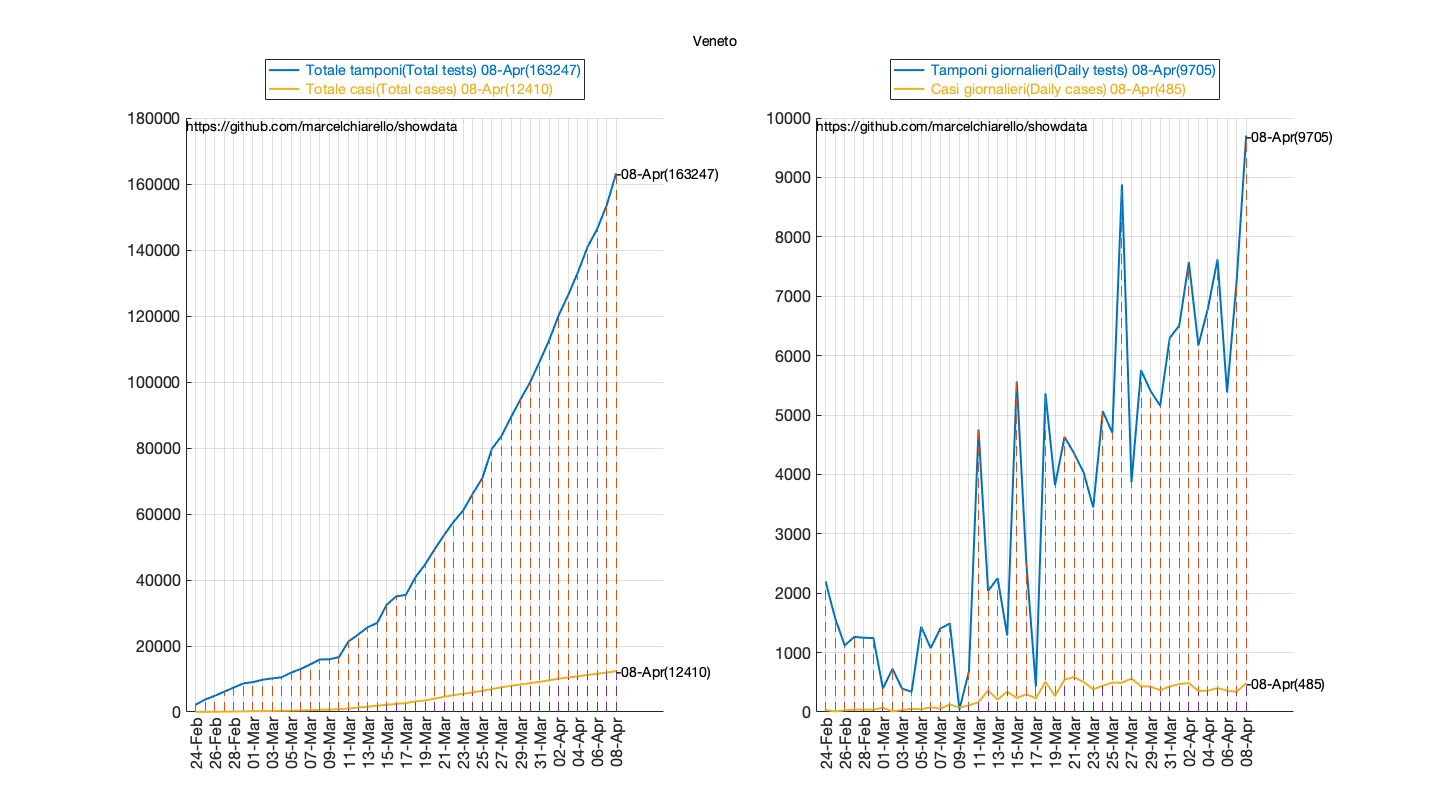 Veneto
Totale tamponi(Total tests) 08-Apr(163247)
Totale casi(Total cases) 08-Apr(12410)
180000
160000
140000
120000
100000
80000
60000
40000
20000
0
https://github.com/marcelchiarello/showdata
08-Apr(163247)
08-Apr(12410)
24-Feb
26-Feb
28-Feb
01-Mar
03-Mar
05-Mar
07-Mar
09-Mar
11-Mar
13-Mar
15-Mar
17-Mar
19-Mar
21-Mar
23-Mar
25-Mar
27-Mar
29-Mar
31-Mar
02-Apr
04-Apr
06-Apr
08-Apr
Tamponi giornalieri(Daily tests) 08-Apr(9705)
Casi giornalieri(Daily cases) 08-Apr(485)
10000
9000
8000
7000
6000
5000
4000
3000
2000
1000
0
https://github.com/marcelchiarello/showdata
08-Apr(9705)
08-Apr(485)
24-Feb
26-Feb
28-Feb
01-Mar
03-Mar
05-Mar
07-Mar
09-Mar
11-Mar
13-Mar
15-Mar
17-Mar
19-Mar
21-Mar
23-Mar
25-Mar
27-Mar
29-Mar
31-Mar
02-Apr
04-Apr
06-Apr
08-Apr